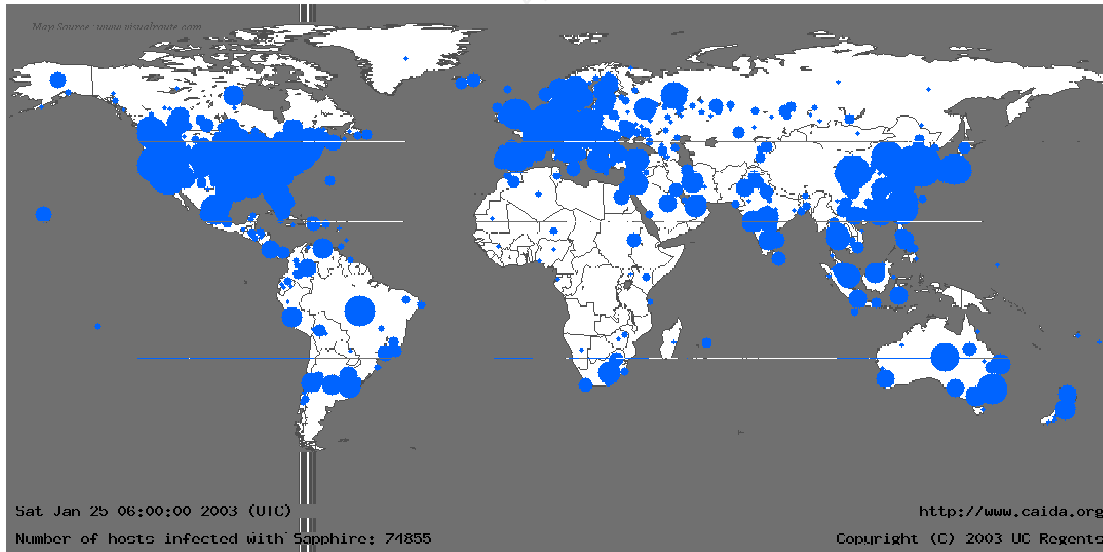 Map Source: www.visualroute.com
Sat Jan 25 06:00:00 2003 (UTC)
http://www.caida.org
Number of hosts infected with Sapphire: 74855
Copyright (C) 2003 UC Regents